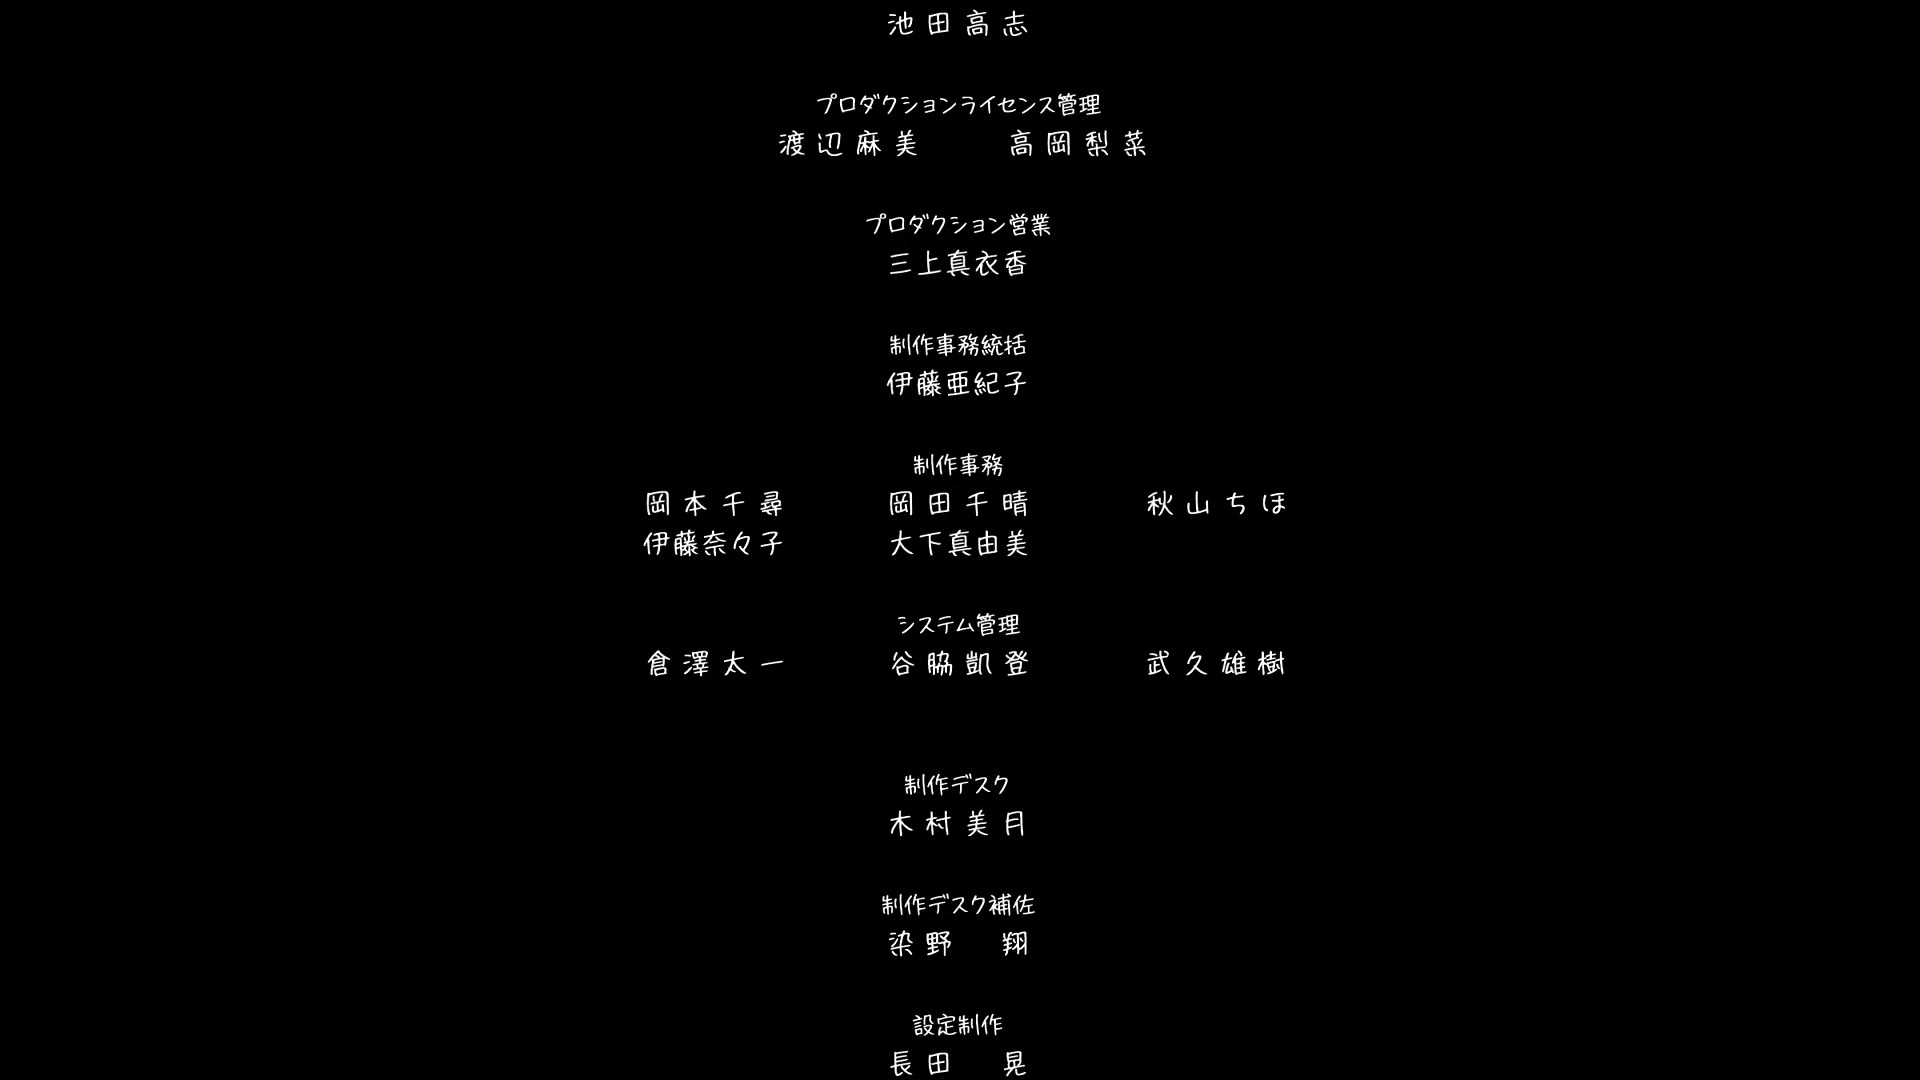 池田高志
プロダクションライセンス管理
渡辺麻美 高岡梨菜
プロダクション営業
三上真衣香
制作事務統括
伊藤亜紀子
制作事務
岡本千尋 岡田千晴 秋山ちほ
伊藤奈々子 大下真由美
システム管理
倉澤太一 谷脇凱登 武久雄樹
制作デスク
木村美月
制作デスク補佐
染野 翔
設定制作
長田 晃